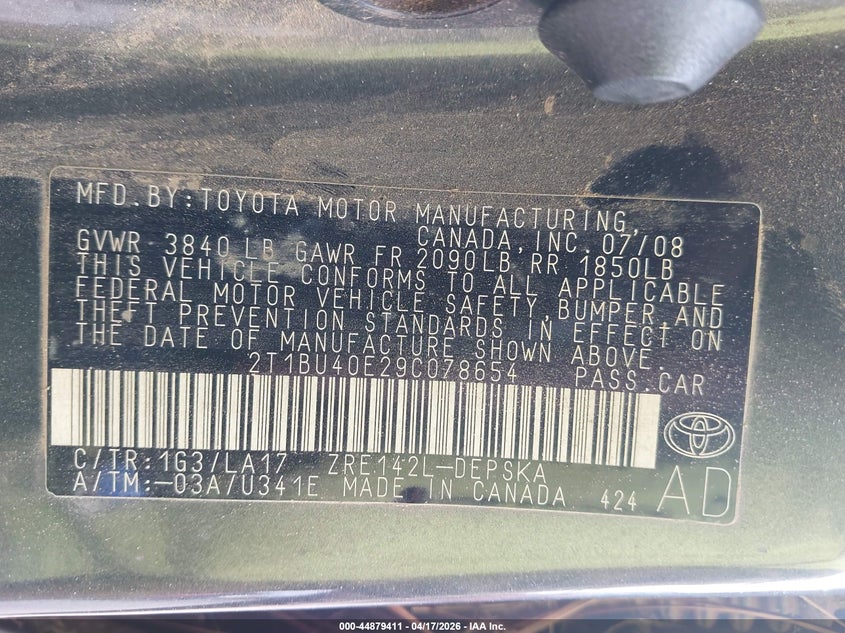 MFD.BY:TOYOTA MOTOR MANUFACTURING,
CANADA,INC. 07/08
GVWR 3840 LB GAWR FR 2090LB,RR 1850LB
THIS VEHICLE CONFORMS TO ALL APPLICABLE
FEDERAL MOTOR VEHICLE SAFETY,BUMPER,AND
THEFT PREVENTION STANDARDS IN EFFECT ON
THE DATE OF MANUFACTURE SHOWN ABOVE.
2T1BU40E29C078654 PASS.CAR
C/TR:1G3/LA17 ZRE142L-DEPSKA
A/TM:-03A/U341E MADE IN CANADA 424 AD
000-44879411 - 04/17/2026 - IAA Inc.